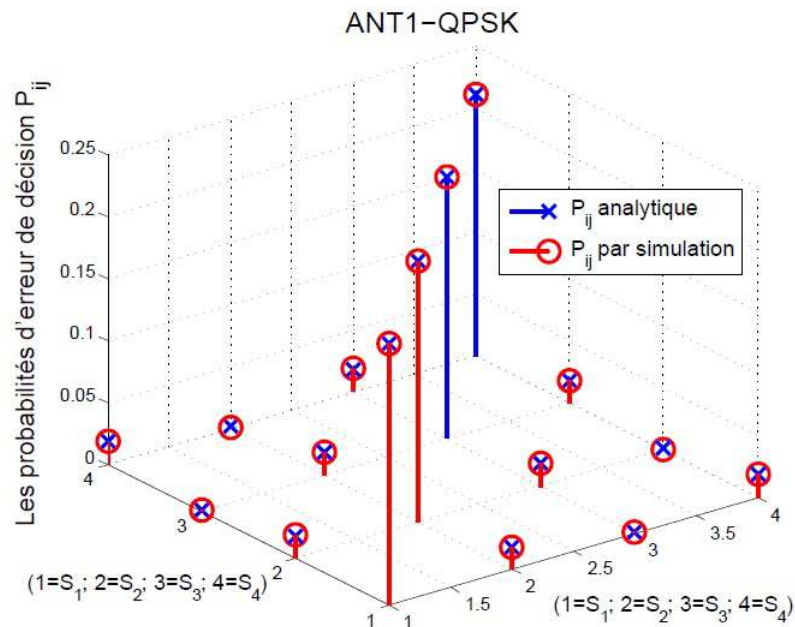 ANT1−QPSK
Les probabilités d'erreur de décision P_ij
0.25
0.2
0.15
0.1
0.05
0
P_ij analytique
P_ij par simulation
4
3
2
1
1
1.5
2
2.5
3
3.5
4
(1=S_1; 2=S_2; 3=S_3; 4=S_4)
(1=S_1; 2=S_2; 3=S_3; 4=S_4)